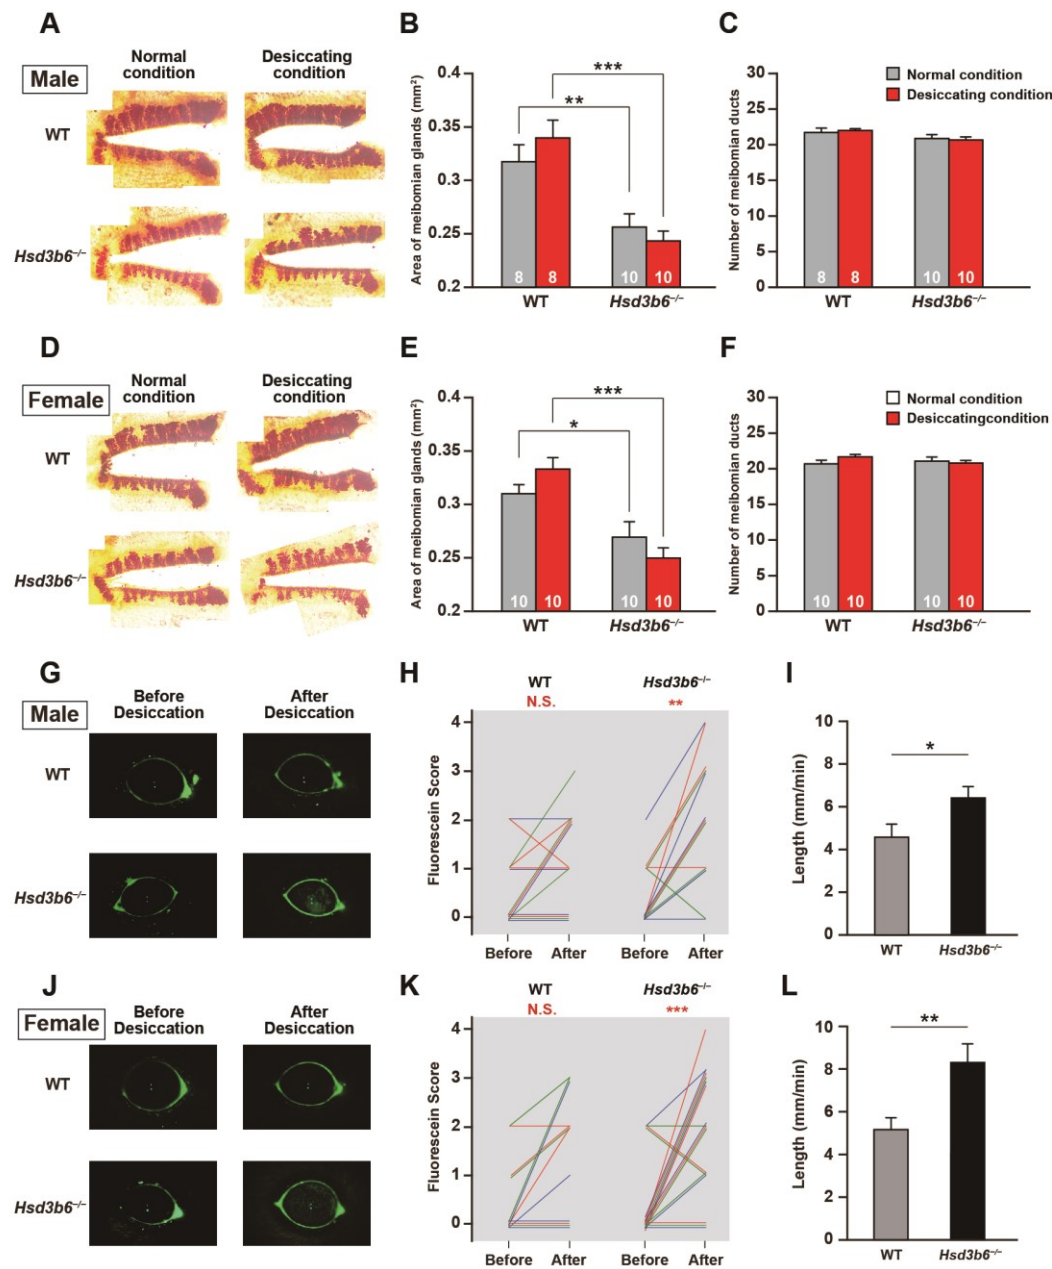 A
Male
Normal
condition
Desiccating
condition
WT
Hsd3b6–/–
B
Area of meibomian glands (mm²)
0.4
0.35
0.3
0.25
0.2
***
**
8
8
10
10
WT
Hsd3b6–/–
C
Number of meibomian ducts
30
25
20
15
10
5
0
Normal condition
Desiccating condition
8
8
10
10
WT
Hsd3b6–/–
D
Female
Normal
condition
Desiccating
condition
WT
Hsd3b6–/–
E
Area of meibomian glands (mm²)
0.4
0.35
0.3
0.25
0.2
***
*
10
10
10
10
WT
Hsd3b6–/–
F
Number of meibomian ducts
30
25
20
15
10
5
0
Normal condition
Desiccatingcondition
10
10
10
10
WT
Hsd3b6–/–
G
Male
Before
Desiccation
After
Desiccation
WT
Hsd3b6–/–
H
WT
N.S.
Hsd3b6–/–
**
Fluorescein Score
4
3
2
1
0
Before
After
Before
After
I
Length (mm/min)
10
8
6
4
2
0
*
WT
Hsd3b6–/–
J
Female
Before
Desiccation
After
Desiccation
WT
Hsd3b6–/–
K
WT
N.S.
Hsd3b6–/–
***
Fluorescein Score
4
3
2
1
0
Before
After
Before
After
L
Length (mm/min)
10
8
6
4
2
0
**
WT
Hsd3b6–/–